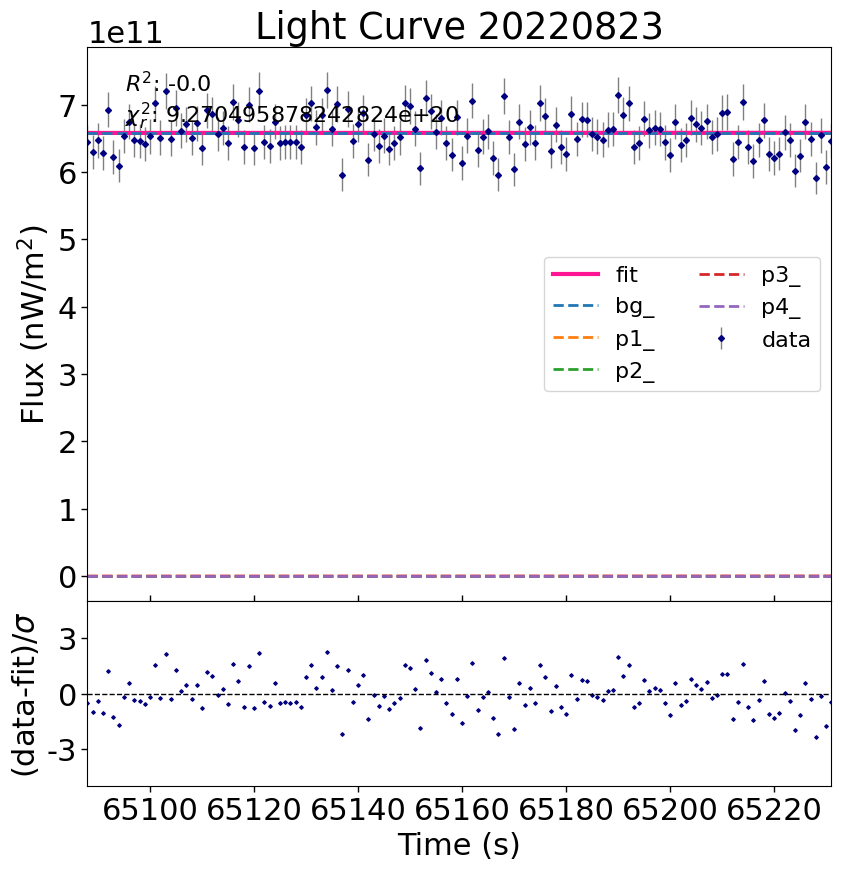 Light Curve 20220823
1e11
R²: -0.0
χ²ᵣ: 9.270495878242824e+20
7
6
5
4
3
2
1
0
Flux (nW/m²)
fit
bg_
p1_
p2_
p3_
p4_
data
3
0
-3
(data-fit)/σ
65100 65120 65140 65160 65180 65200 65220
Time (s)